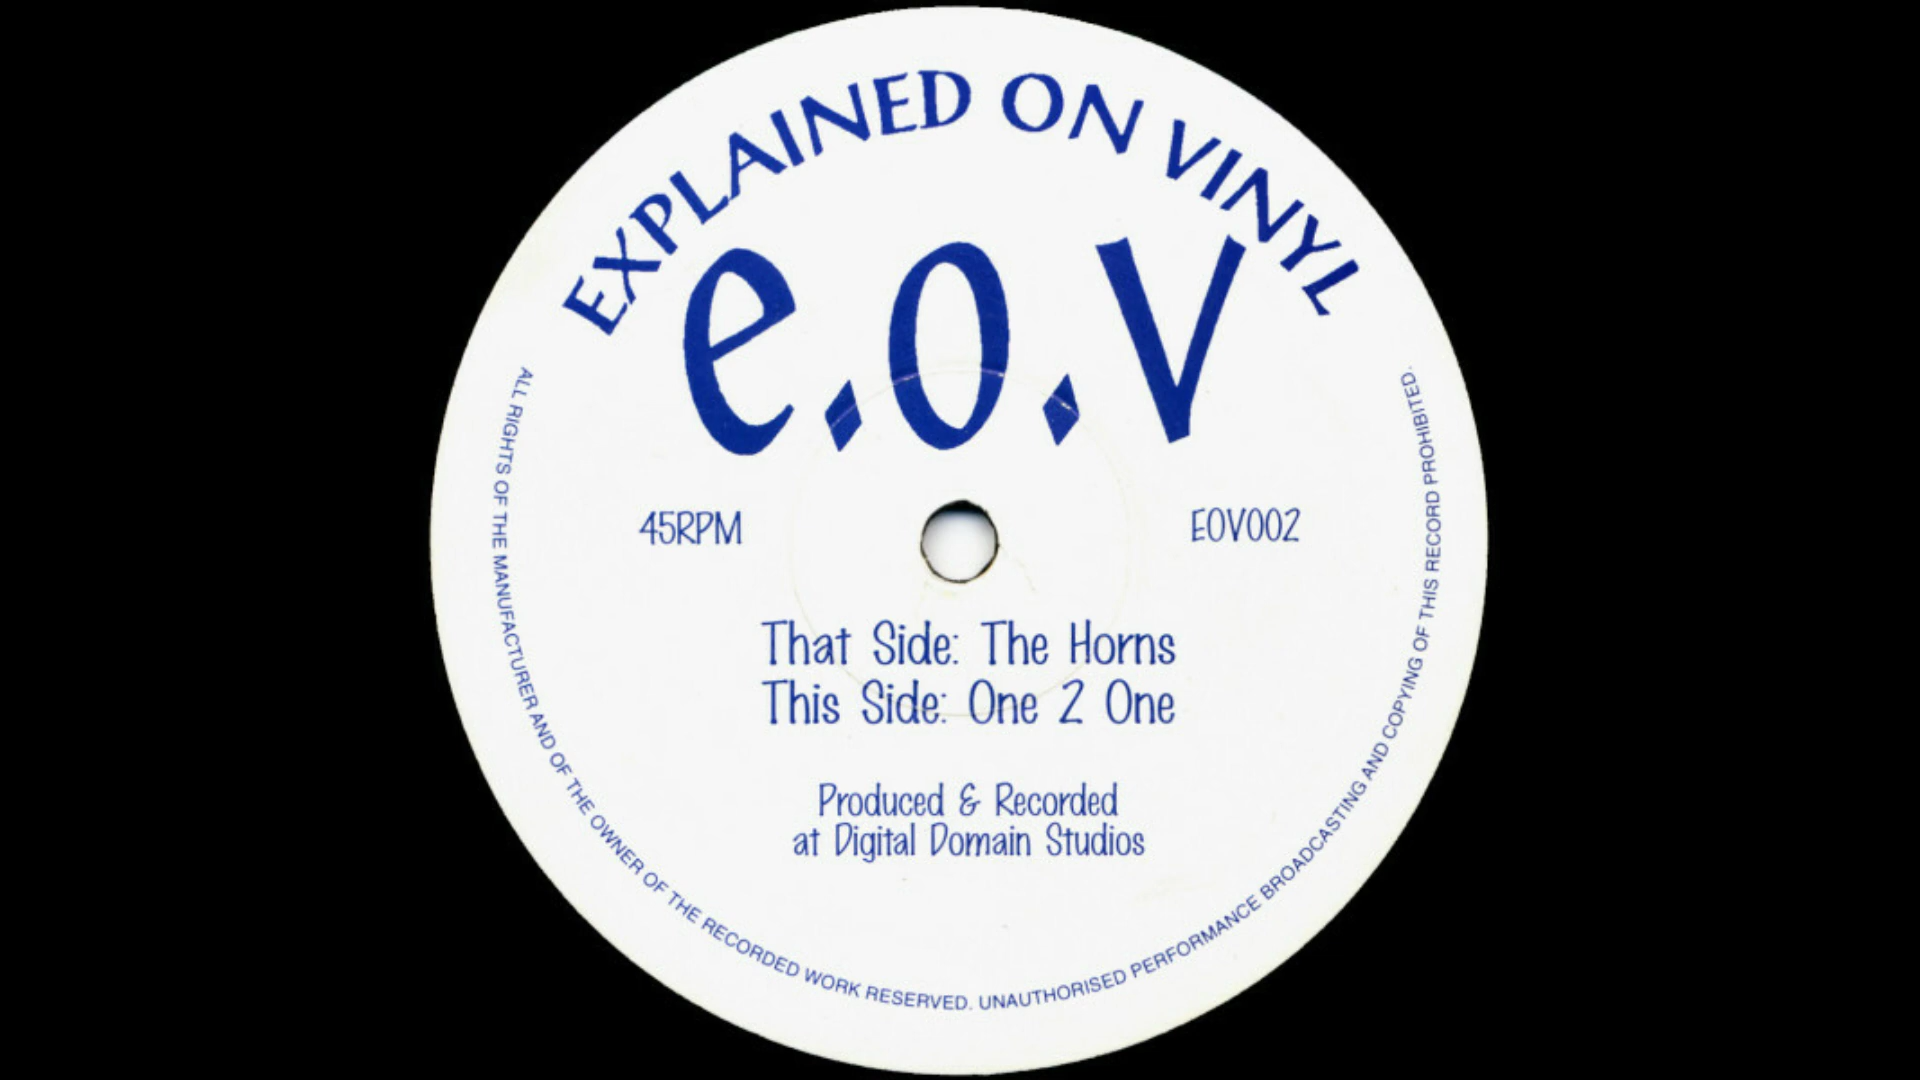 EXPLAINED ON VINYL
e.o.v
45RPM
EOV002
That Side: The Horns
This Side: One 2 One
Produced & Recorded
at Digital Domain Studios
ALL RIGHTS OF THE MANUFACTURER AND OF THE OWNER OF THE RECORDED WORK RESERVED. UNAUTHORISED PERFORMANCE BROADCASTING AND COPYING OF THIS RECORD PROHIBITED.